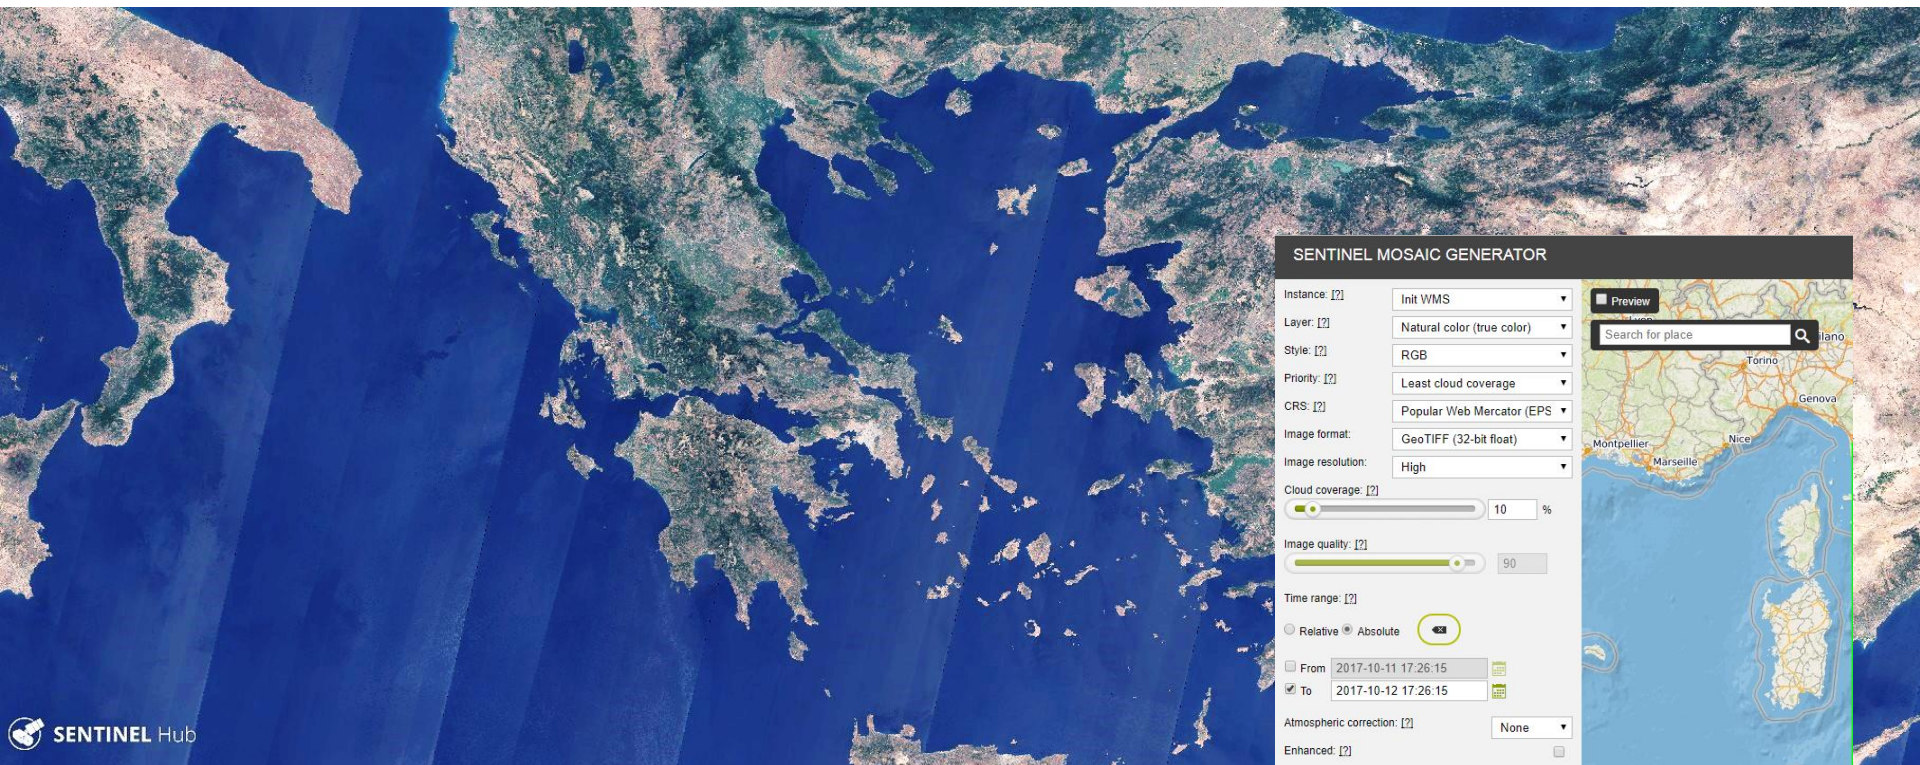 SENTINEL MOSAIC GENERATOR
Instance: [?] Init WMS
Layer: [?] Natural color (true color)
Style: [?] RGB
Priority: [?] Least cloud coverage
CRS: [?] Popular Web Mercator (EPS
Image format: GeoTIFF (32-bit float)
Image resolution: High
Cloud coverage: [?]
10 %
Image quality: [?]
90
Time range: [?]
Relative Absolute
From 2017-10-11 17:26:15
To 2017-10-12 17:26:15
Atmospheric correction: [?] None
Enhanced: [?]
Preview
Search for place
Lyon
ilano
Torino
Genova
Montpellier
Nice
Marseille
SENTINEL Hub